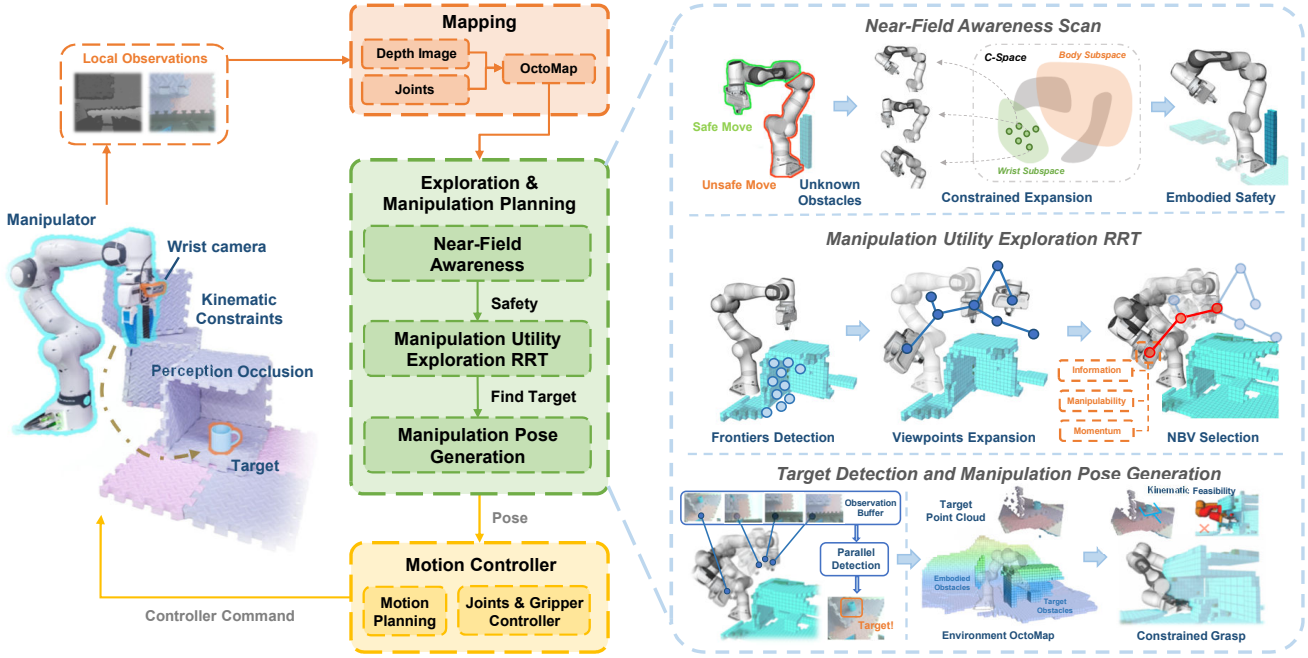 Local Observations
Manipulator
Wrist camera
Kinematic
Constraints
Perception Occlusion
Target
Controller Command
Mapping
Depth Image
Joints
OctoMap
Exploration &
Manipulation Planning
Near-Field
Awareness
Safety
Manipulation Utility
Exploration RRT
Find Target
Manipulation Pose
Generation
Pose
Motion Controller
Motion
Planning
Joints & Gripper
Controller
Near-Field Awareness Scan
Safe Move
Unsafe Move
Unknown
Obstacles
C-Space
Body Subspace
Wrist Subspace
Constrained Expansion
Embodied Safety
Manipulation Utility Exploration RRT
Frontiers Detection
Viewpoints Expansion
Information
Manipulability
Momentum
NBV Selection
Target Detection and Manipulation Pose Generation
Observation
Buffer
Parallel
Detection
Target!
Target
Point Cloud
Embodied
Obstacles
Target
Obstacles
Environment OctoMap
Kinematic Feasibility
Constrained Grasp